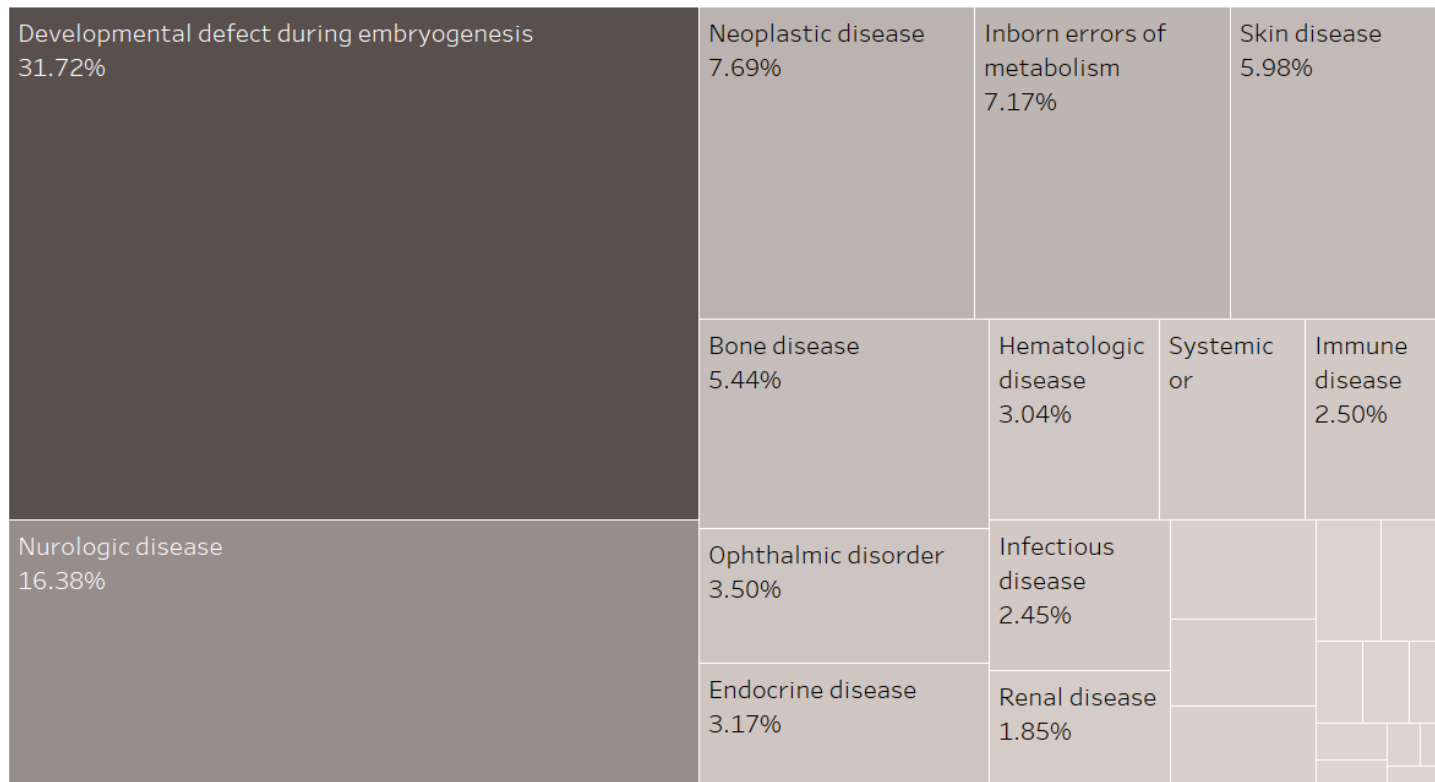 Developmental defect during embryogenesis
31.72%
Neoplastic disease
7.69%
Inborn errors of
metabolism
7.17%
Skin disease
5.98%
Bone disease
5.44%
Hematologic
disease
3.04%
Systemic
or
Immune
disease
2.50%
Nurologic disease
16.38%
Ophthalmic disorder
3.50%
Infectious
disease
2.45%
Endocrine disease
3.17%
Renal disease
1.85%